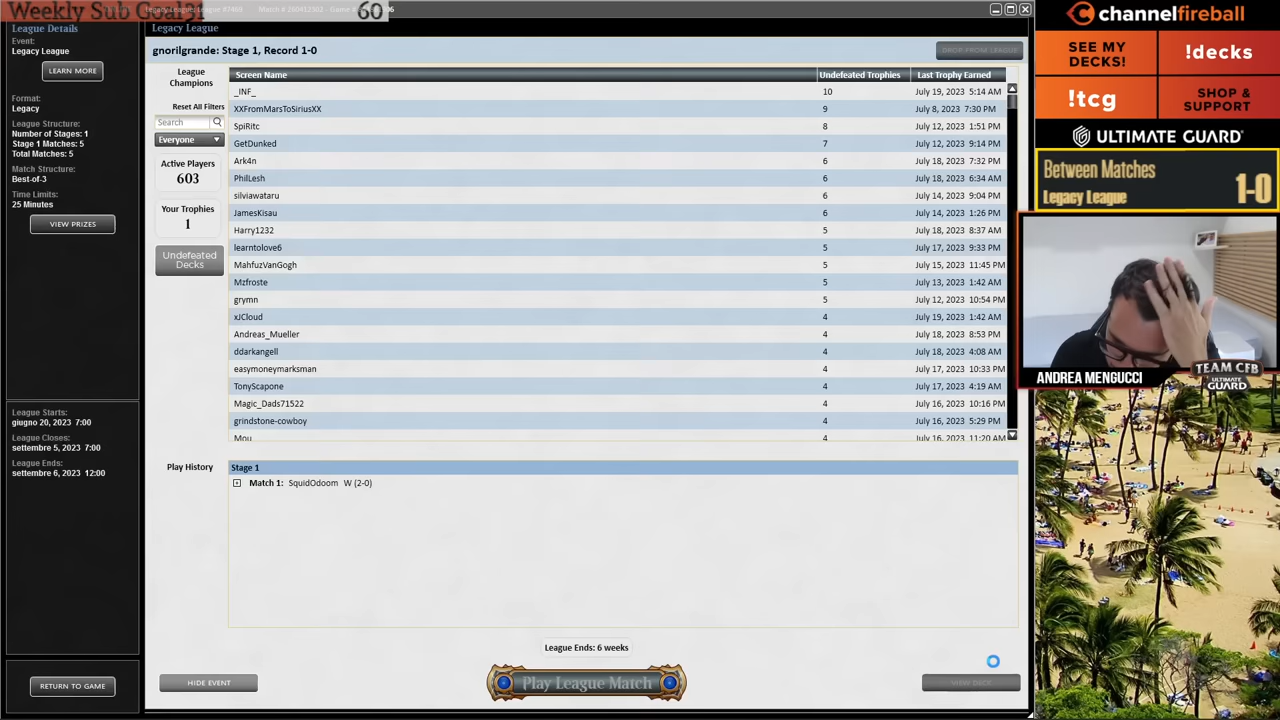 Weekly Sub Goal:
60
League Details
Event:
Legacy League
LEARN MORE
Format:
Legacy
League Structure:
Number of Stages: 1
Stage 1 Matches: 5
Total Matches: 5
Match Structure:
Best-of-3
Time Limits:
25 Minutes
VIEW PRIZES
League Starts:
giugno 20, 2023 7:00
League Closes:
settembre 5, 2023 7:00
League Ends:
settembre 6, 2023 12:00
RETURN TO GAME
Legacy League
gnorilgrande: Stage 1, Record 1-0
DROP FROM LEAGUE
League
Champions
Reset All Filters
Search
Everyone
Active Players
603
Your Trophies
1
Undefeated
Decks
Screen Name Undefeated Trophies Last Trophy Earned
_INF_ 10 July 19, 2023 5:14 AM
XXFromMarsToSiriusXX 9 July 8, 2023 7:30 PM
SpiRitc 8 July 12, 2023 1:51 PM
GetDunked 7 July 12, 2023 9:14 PM
Ark4n 6 July 18, 2023 7:32 PM
PhilLesh 6 July 18, 2023 6:34 AM
silviawataru 6 July 14, 2023 9:04 PM
JamesKisau 6 July 14, 2023 1:26 PM
Harry1232 5 July 18, 2023 8:37 AM
learntolove6 5 July 17, 2023 9:33 PM
MahfuzVanGogh 5 July 15, 2023 11:45 PM
Mzfroste 5 July 13, 2023 1:42 AM
grymn 5 July 12, 2023 10:54 PM
xJCloud 4 July 19, 2023 1:42 AM
Andreas_Mueller 4 July 18, 2023 8:53 PM
ddarkangell 4 July 18, 2023 4:08 AM
easymoneymarksman 4 July 17, 2023 10:33 PM
TonyScapone 4 July 17, 2023 4:19 AM
Magic_Dads71522 4 July 16, 2023 10:16 PM
grindstone-cowboy 4 July 16, 2023 5:29 PM
Mou 4 July 16, 2023 11:20 AM
Play History
Stage 1
Match 1: SquidOdoom W (2-0)
League Ends: 6 weeks
HIDE EVENT
Play League Match
VIEW DECK
channelfireball
SEE MY
DECKS!
!decks
!tcg
SHOP &
SUPPORT
ULTIMATE GUARD
Between Matches
Legacy League
1-0
ANDREA MENGUCCI
TEAM CFB
ULTIMATE
GUARD